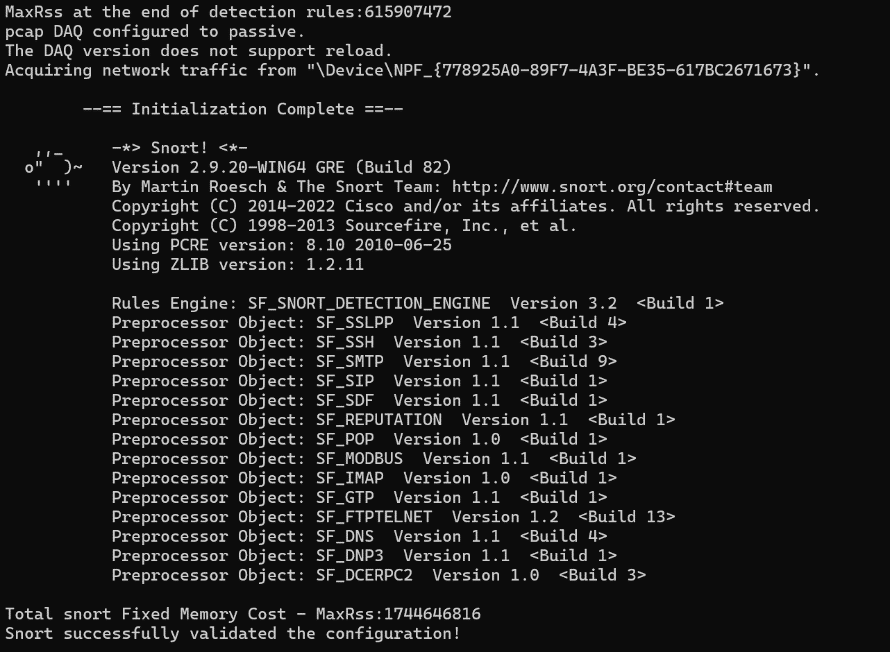 MaxRss at the end of detection rules:615907472
pcap DAQ configured to passive.
The DAQ version does not support reload.
Acquiring network traffic from "\Device\NPF_{778925A0-89F7-4A3F-BE35-617BC2671673}".
--== Initialization Complete ==--
,,_ -*> Snort! <*-
o" )~ Version 2.9.20-WIN64 GRE (Build 82)
'''' By Martin Roesch & The Snort Team: http://www.snort.org/contact#team
Copyright (C) 2014-2022 Cisco and/or its affiliates. All rights reserved.
Copyright (C) 1998-2013 Sourcefire, Inc., et al.
Using PCRE version: 8.10 2010-06-25
Using ZLIB version: 1.2.11
Rules Engine: SF_SNORT_DETECTION_ENGINE Version 3.2 <Build 1>
Preprocessor Object: SF_SSLPP Version 1.1 <Build 4>
Preprocessor Object: SF_SSH Version 1.1 <Build 3>
Preprocessor Object: SF_SMTP Version 1.1 <Build 9>
Preprocessor Object: SF_SIP Version 1.1 <Build 1>
Preprocessor Object: SF_SDF Version 1.1 <Build 1>
Preprocessor Object: SF_REPUTATION Version 1.1 <Build 1>
Preprocessor Object: SF_POP Version 1.0 <Build 1>
Preprocessor Object: SF_MODBUS Version 1.1 <Build 1>
Preprocessor Object: SF_IMAP Version 1.0 <Build 1>
Preprocessor Object: SF_GTP Version 1.1 <Build 1>
Preprocessor Object: SF_FTPTELNET Version 1.2 <Build 13>
Preprocessor Object: SF_DNS Version 1.1 <Build 4>
Preprocessor Object: SF_DNP3 Version 1.1 <Build 1>
Preprocessor Object: SF_DCERPC2 Version 1.0 <Build 3>
Total snort Fixed Memory Cost - MaxRss:1744646816
Snort successfully validated the configuration!